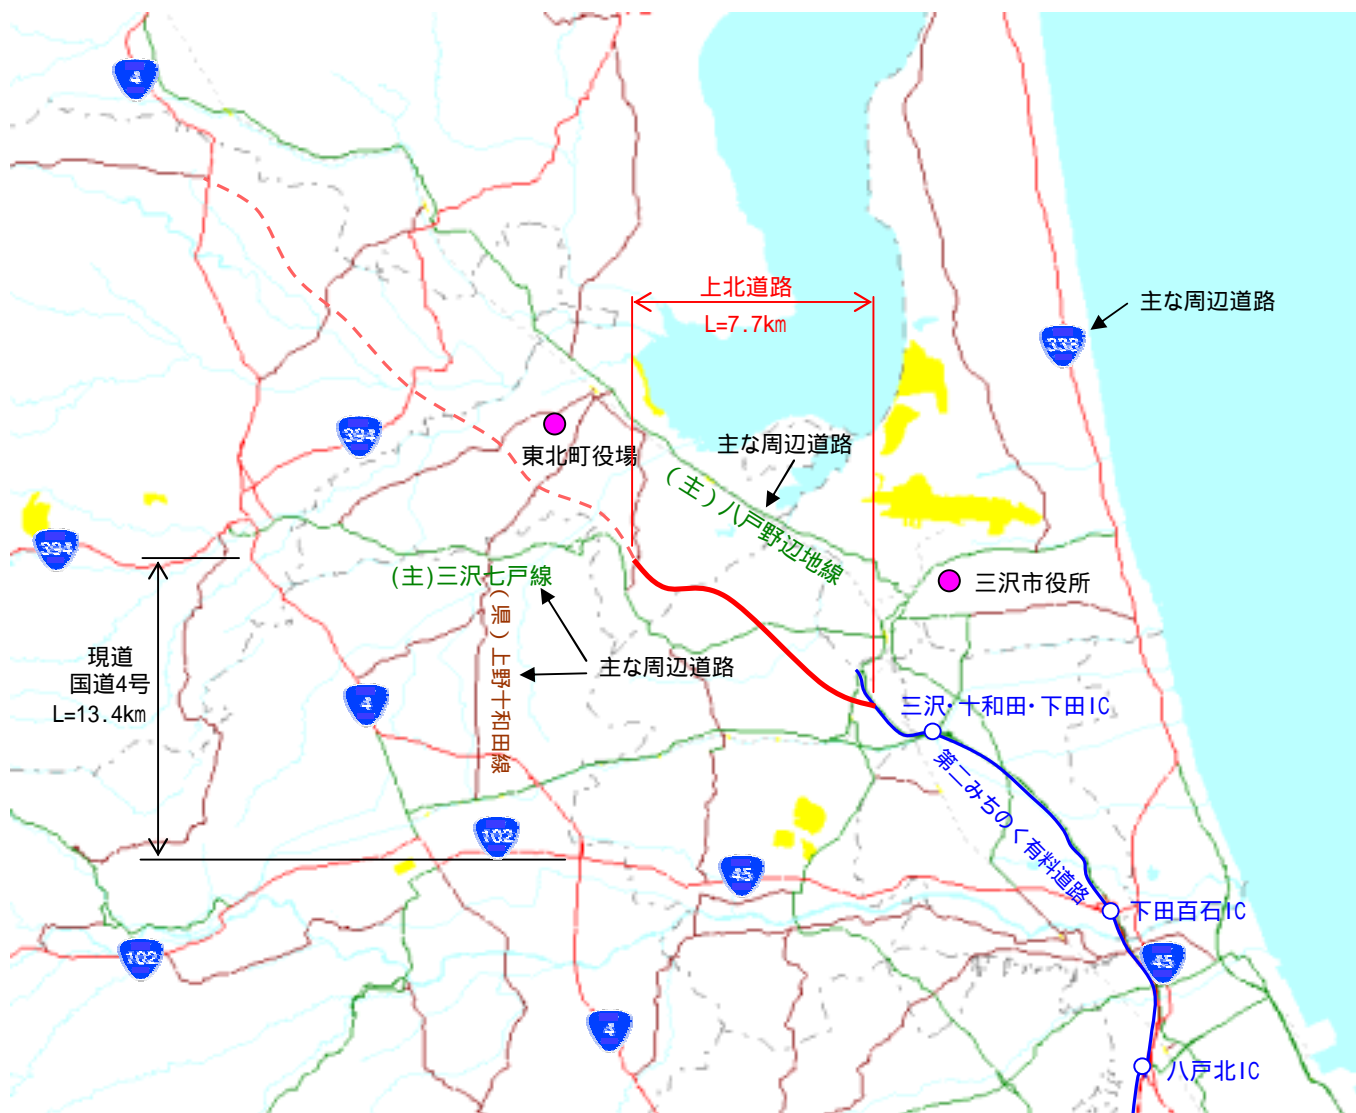 4
上北道路
L=7.7km
主な周辺道路
338
394
東北町役場
主な周辺道路
(主)八戸野辺地線
394
(主)三沢七戸線
(県)上野十和田線
三沢市役所
現道
国道4号
L=13.4km
主な周辺道路
4
三沢・十和田・下田IC
第二みちのく有料道路
102
45
下田百石IC
102
45
4
八戸北IC